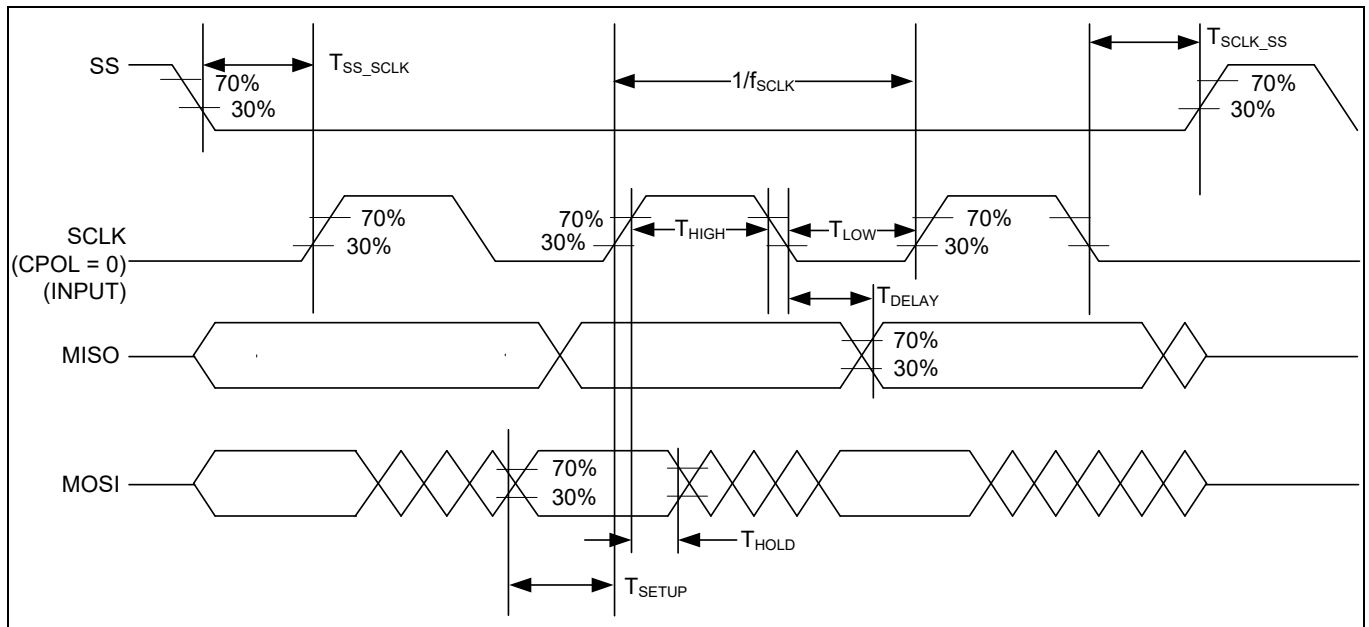 SS
70%
30%
T_SS_SCLK
1/f_SCLK
T_SCLK_SS
70%
30%
SCLK
(CPOL = 0)
(INPUT)
70%
30%
70%
30%
T_HIGH
T_LOW
70%
30%
T_DELAY
MISO
70%
30%
MOSI
70%
30%
T_HOLD
T_SETUP